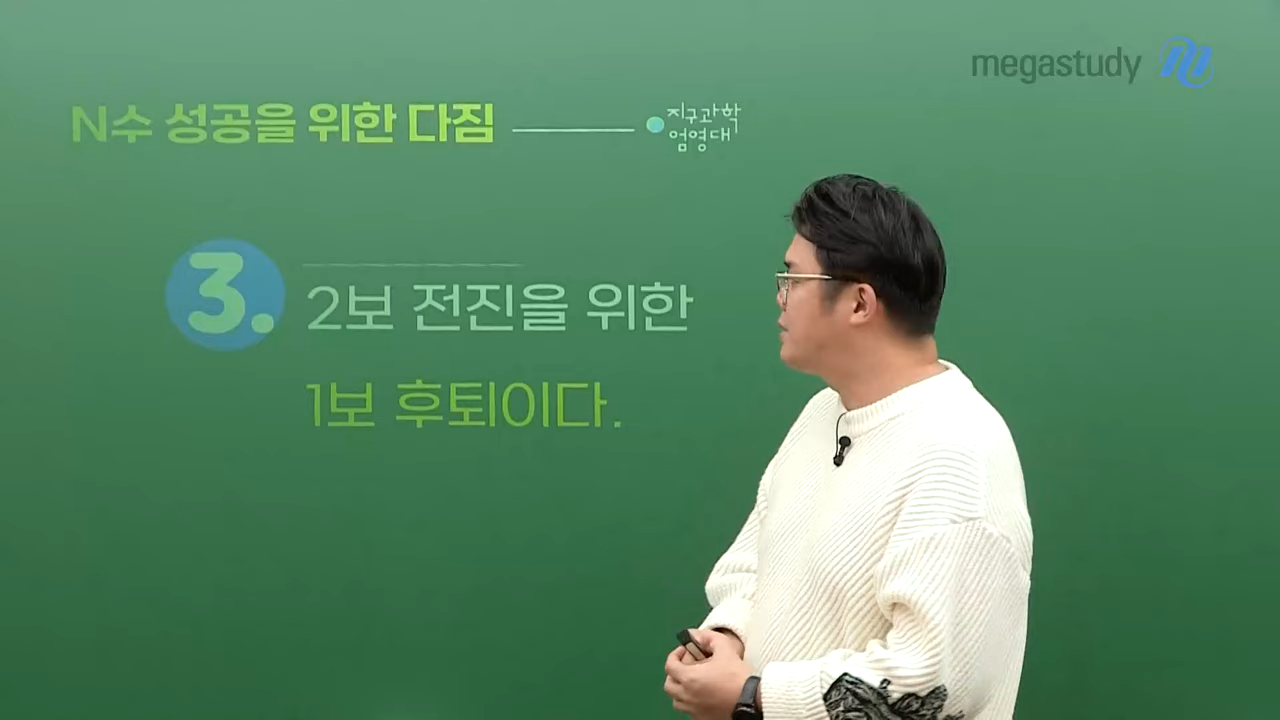 megastudy
N수 성공을 위한 다짐
지구과학
엄영대
3. 2보 전진을 위한
1보 후퇴이다.